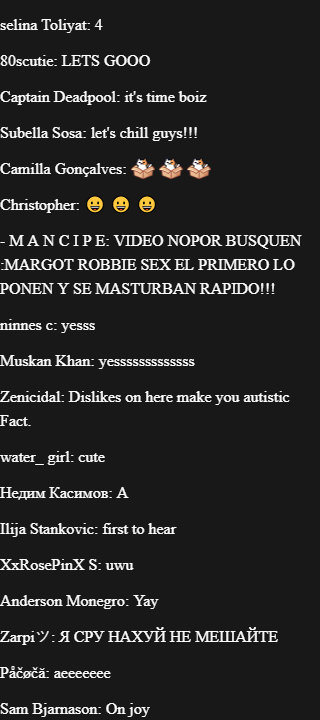 selina Toliyat: 4
80scutie: LETS GOOO
Captain Deadpool: it's time boiz
Subella Sosa: let's chill guys!!!
Camilla Gonçalves:
Christopher: 😀 😀 😀
- M A N C I P E: VIDEO NOPOR BUSQUEN
:MARGOT ROBBIE SEX EL PRIMERO LO
PONEN Y SE MASTURBAN RAPIDO!!!
ninnes c: yesss
Muskan Khan: yesssssssssssss
Zenicidal: Dislikes on here make you autistic
Fact.
water_ girl: cute
Недим Касимов: А
Ilija Stankovic: first to hear
XxRosePinX S: uwu
Anderson Monegro: Yay
Zarpiツ: Я СРУ НАХУЙ НЕ МЕШАЙТЕ
Påčøčă: aeeeeeee
Sam Bjarnason: On joy